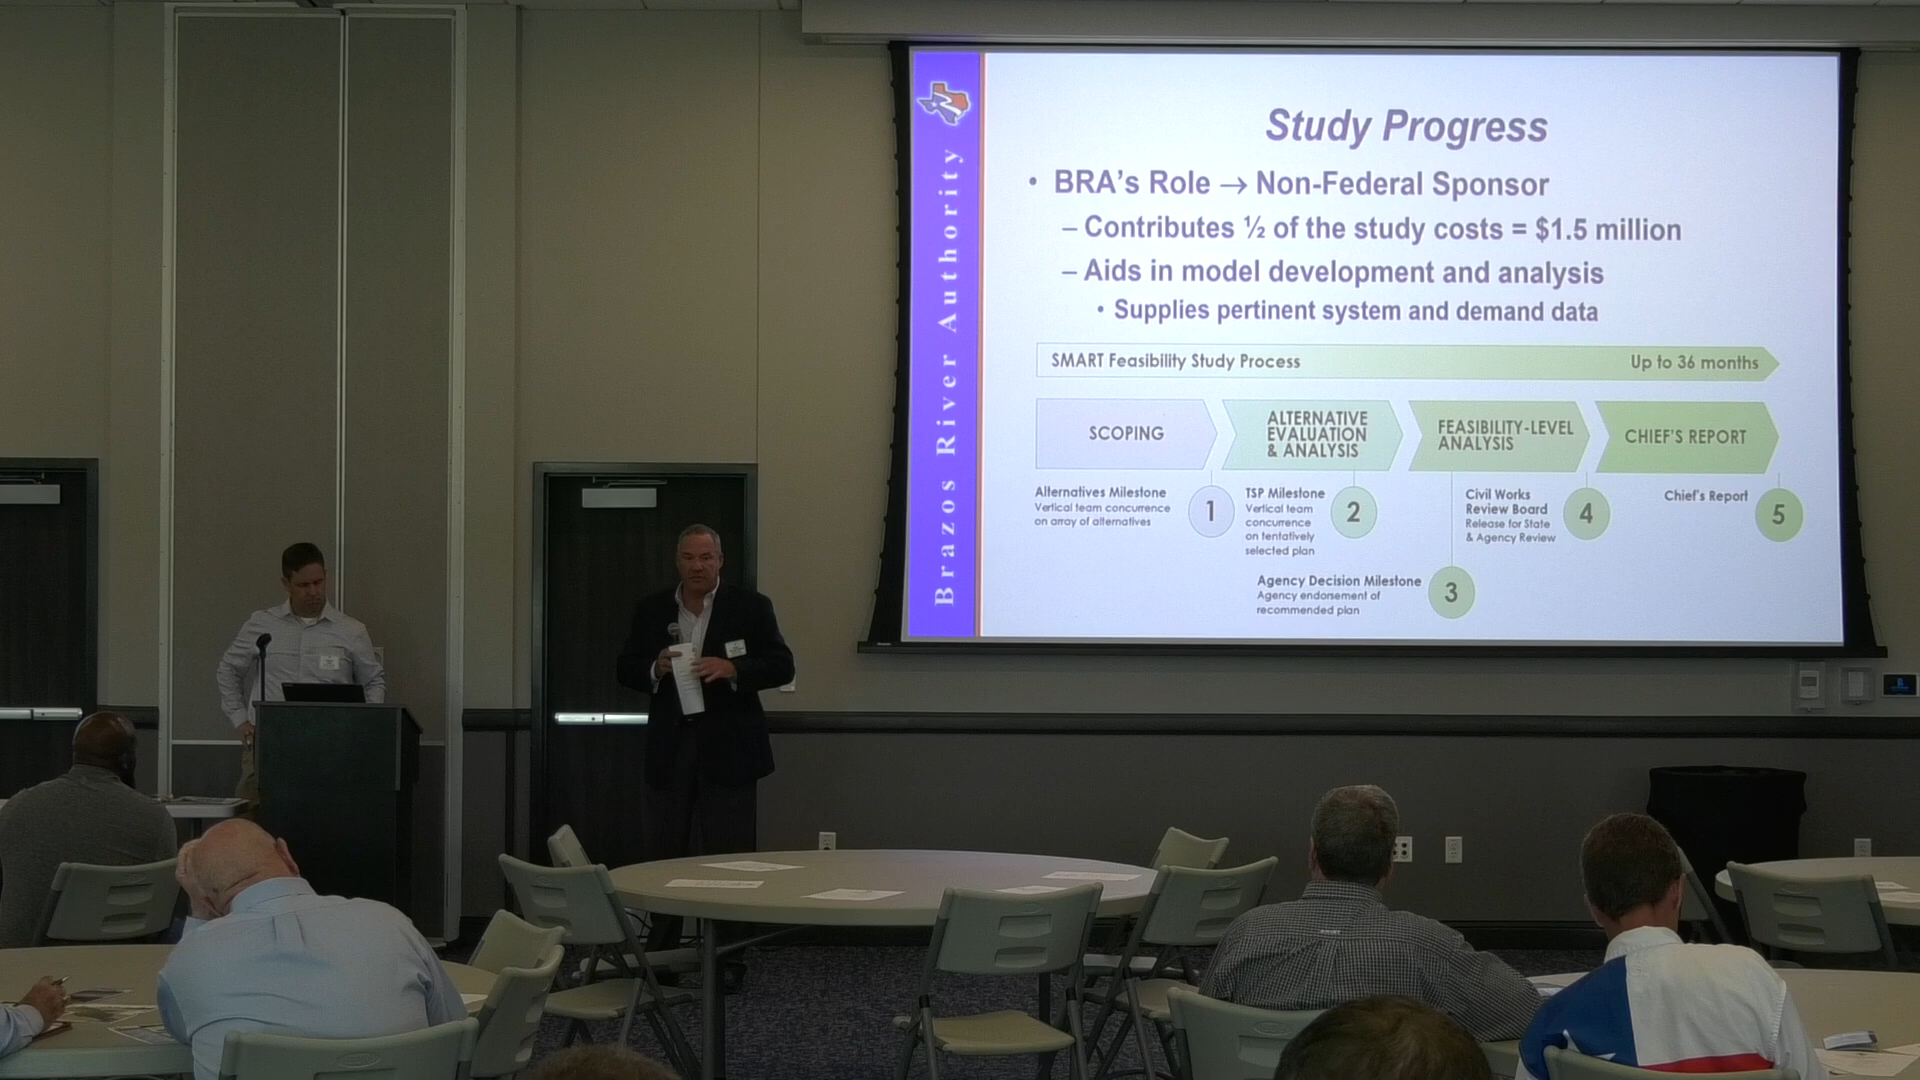 Brazos River Authority
Study Progress
• BRA's Role → Non-Federal Sponsor
– Contributes ½ of the study costs = $1.5 million
– Aids in model development and analysis
• Supplies pertinent system and demand data
SMART Feasibility Study Process
Up to 36 months
SCOPING
ALTERNATIVE
EVALUATION
& ANALYSIS
FEASIBILITY-LEVEL
ANALYSIS
CHIEF'S REPORT
Alternatives Milestone
Vertical team concurrence
on array of alternatives
1
TSP Milestone
Vertical team
concurrence
on tentatively
selected plan
2
Agency Decision Milestone
Agency endorsement of
recommended plan
3
Civil Works
Review Board
Release for State
& Agency Review
4
Chief's Report
5